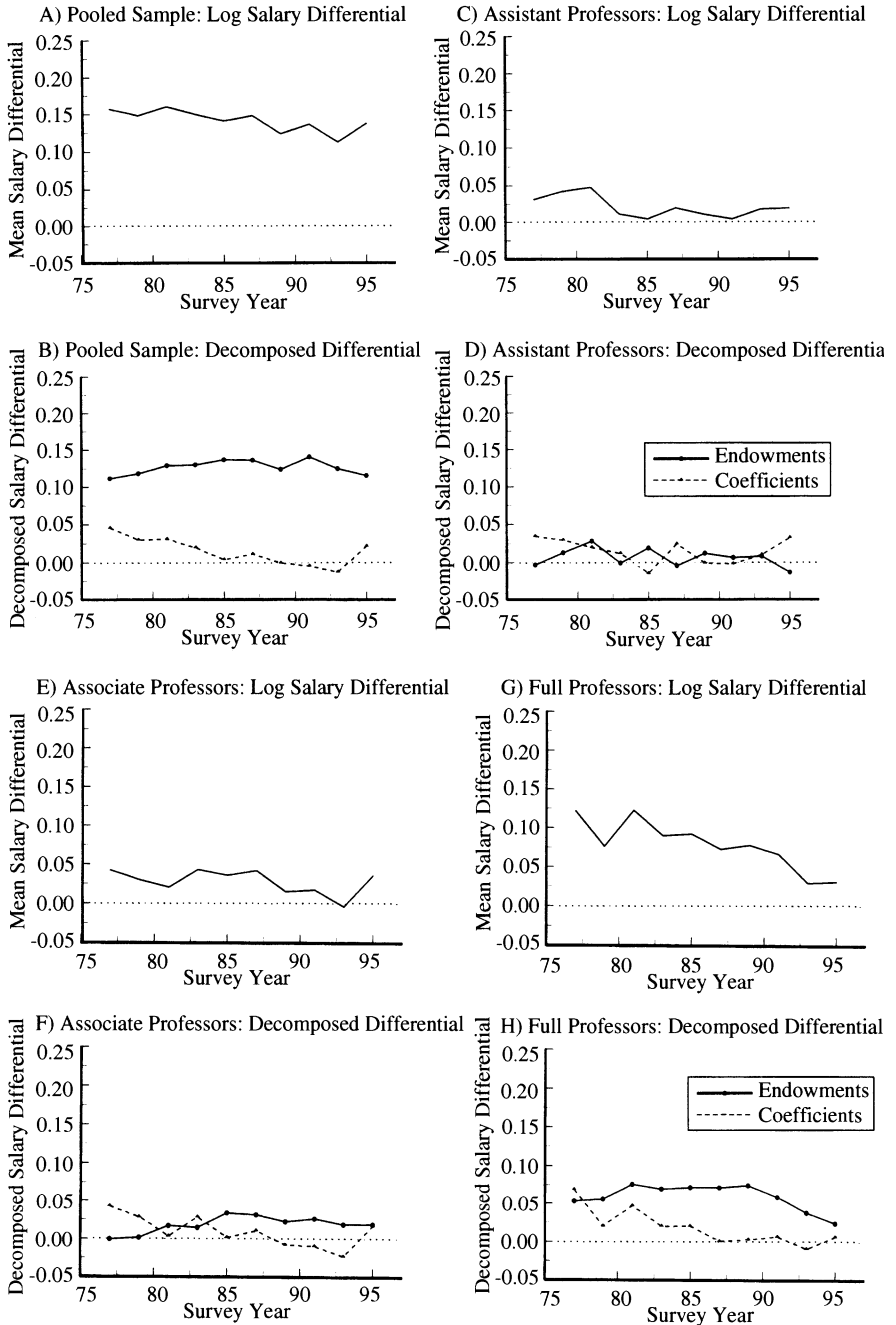 A) Pooled Sample: Log Salary Differential
Mean Salary Differential
0.25
0.20
0.15
0.10
0.05
0.00
-0.05
75 80 85 90 95
Survey Year
C) Assistant Professors: Log Salary Differential
Mean Salary Differential
0.25
0.20
0.15
0.10
0.05
0.00
-0.05
75 80 85 90 95
Survey Year
B) Pooled Sample: Decomposed Differential
Decomposed Salary Differential
0.25
0.20
0.15
0.10
0.05
0.00
-0.05
75 80 85 90 95
Survey Year
D) Assistant Professors: Decomposed Differentia
Decomposed Salary Differential
0.25
0.20
0.15
0.10
0.05
0.00
-0.05
Endowments
Coefficients
75 80 85 90 95
Survey Year
E) Associate Professors: Log Salary Differential
Mean Salary Differential
0.25
0.20
0.15
0.10
0.05
0.00
-0.05
75 80 85 90 95
Survey Year
G) Full Professors: Log Salary Differential
Mean Salary Differential
0.25
0.20
0.15
0.10
0.05
0.00
-0.05
75 80 85 90 95
Survey Year
F) Associate Professors: Decomposed Differential
Decomposed Salary Differential
0.25
0.20
0.15
0.10
0.05
0.00
-0.05
75 80 85 90 95
Survey Year
H) Full Professors: Decomposed Differential
Decomposed Salary Differential
0.25
0.20
0.15
0.10
0.05
0.00
-0.05
Endowments
Coefficients
75 80 85 90 95
Survey Year